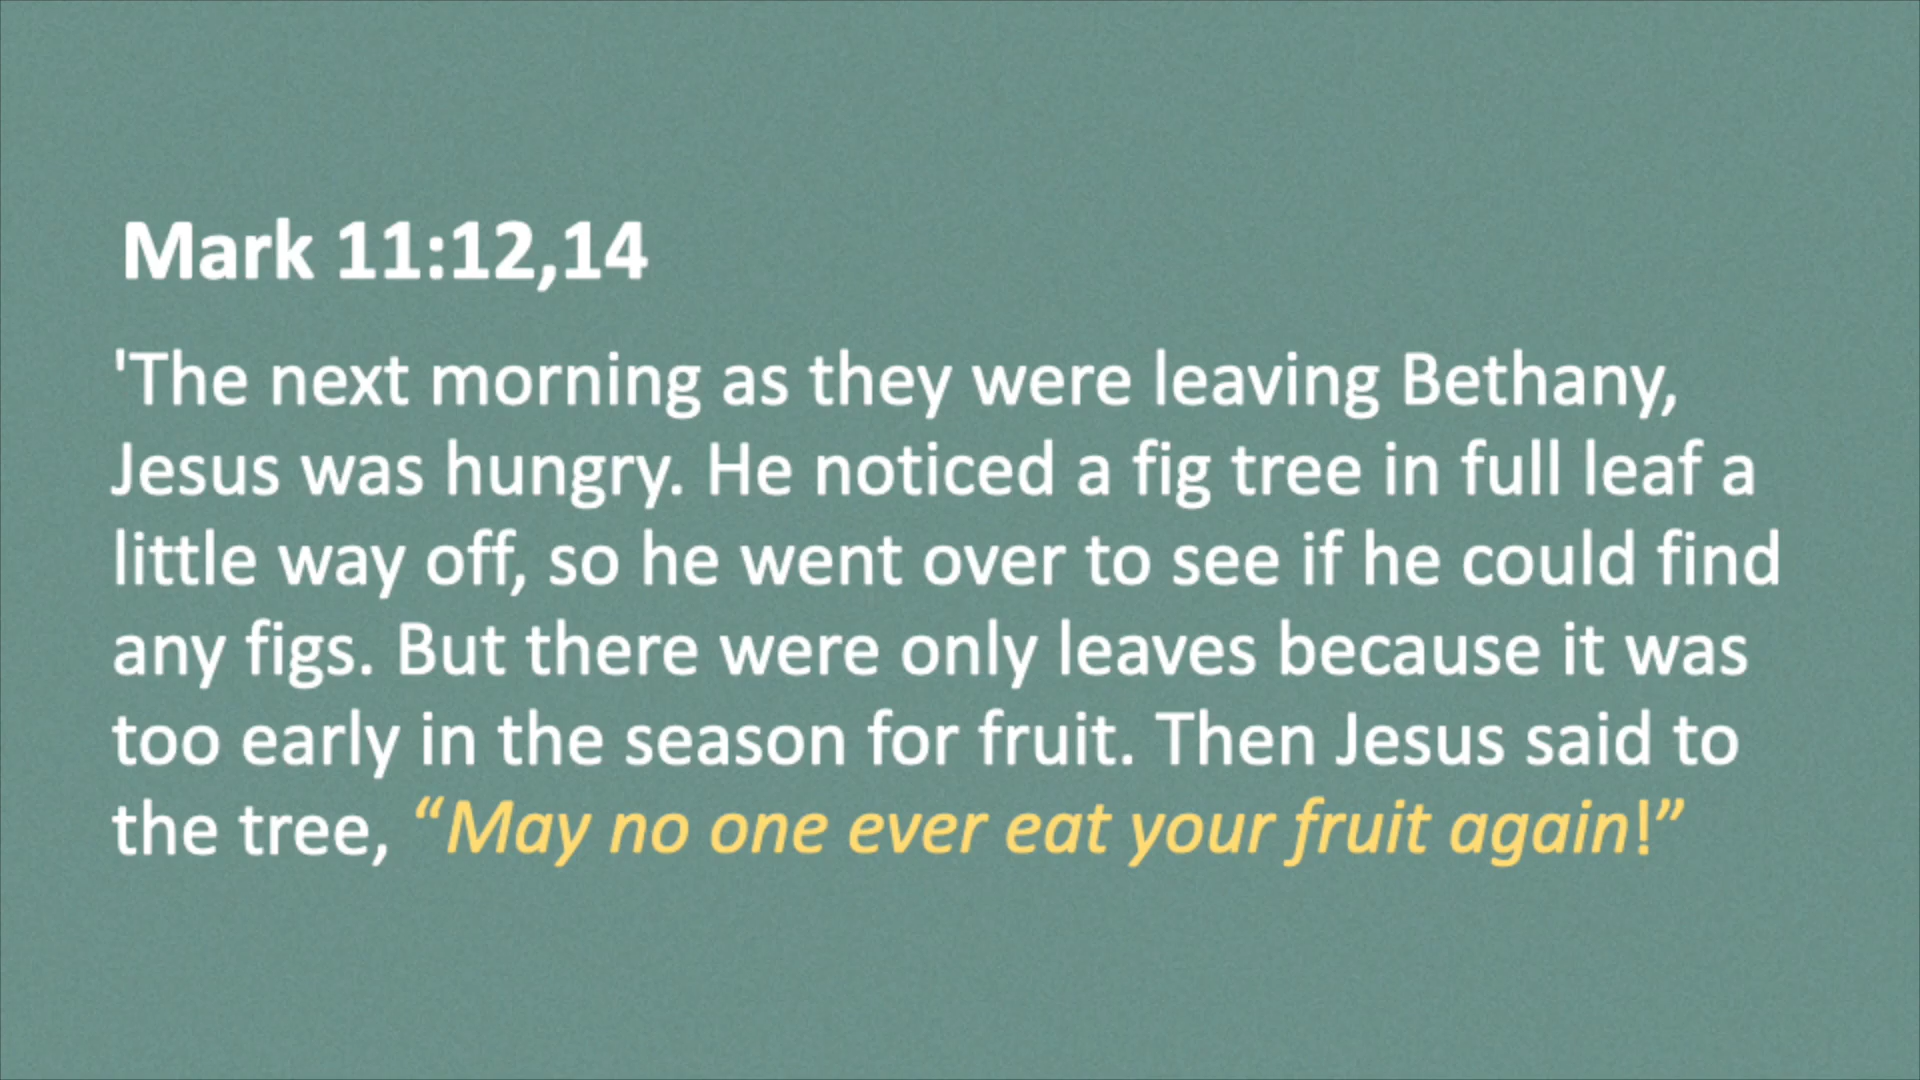 Mark 11:12,14
'The next morning as they were leaving Bethany,
Jesus was hungry. He noticed a fig tree in full leaf a
little way off, so he went over to see if he could find
any figs. But there were only leaves because it was
too early in the season for fruit. Then Jesus said to
the tree, “May no one ever eat your fruit again!”